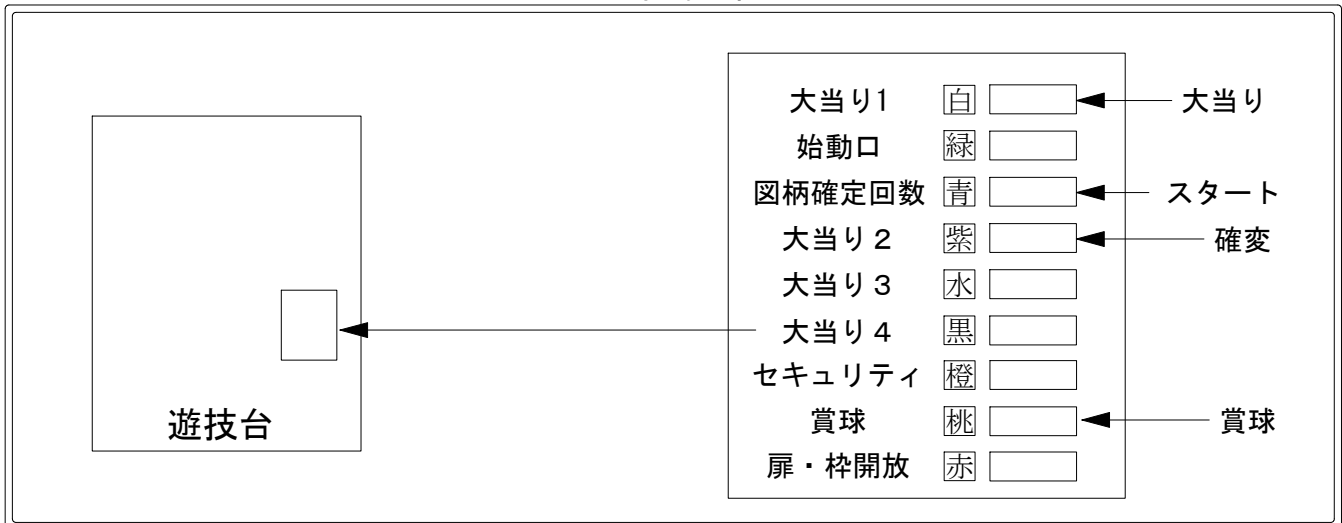 大当り1 白 大当り
始動口 緑
図柄確定回数 青 スタート
大当り２ 紫 確変
大当り３ 水
大当り４ 黒
セキュリティ 橙
賞球 桃 賞球
扉・枠開放 赤
遊技台